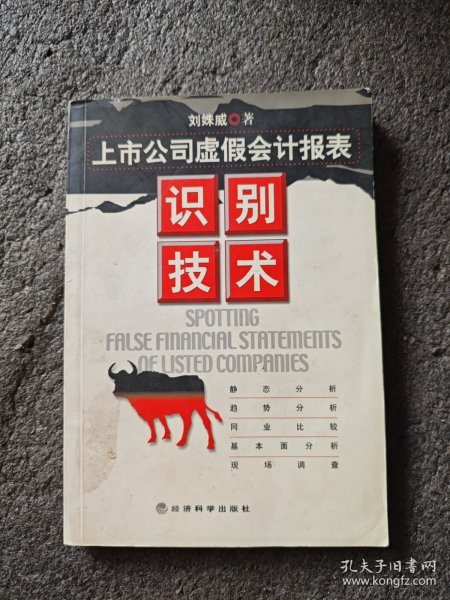 刘姝威◎著
上市公司虚假会计报表
识别
技术
SPOTTING
FALSE FINANCIAL STATEMENTS
OF LISTED COMPANIES
静态分析
趋势分析
同业比较
基本面分析
现场调查
经济科学出版社
孔夫子旧书网
www.kongfz.com